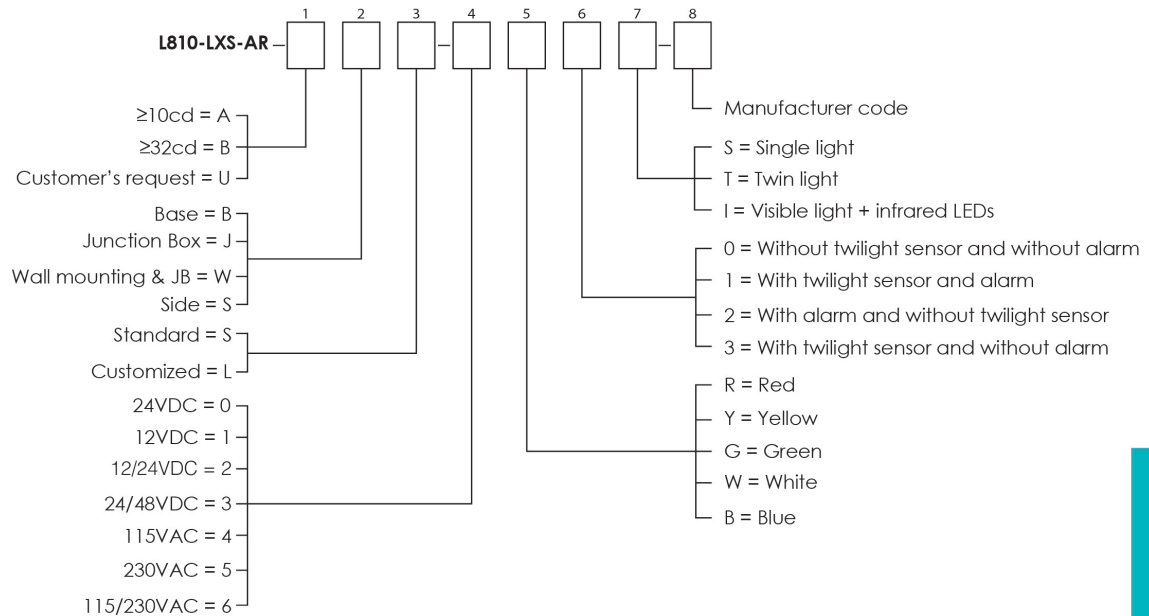 1 2 3 4 5 6 7 8
L810-LXS-AR
≥10cd = A
≥32cd = B
Customer's request = U
Base = B
Junction Box = J
Wall mounting & JB = W
Side = S
Standard = S
Customized = L
24VDC = 0
12VDC = 1
12/24VDC = 2
24/48VDC = 3
115VAC = 4
230VAC = 5
115/230VAC = 6
Manufacturer code
S = Single light
T = Twin light
I = Visible light + infrared LEDs
0 = Without twilight sensor and without alarm
1 = With twilight sensor and alarm
2 = With alarm and without twilight sensor
3 = With twilight sensor and without alarm
R = Red
Y = Yellow
G = Green
W = White
B = Blue